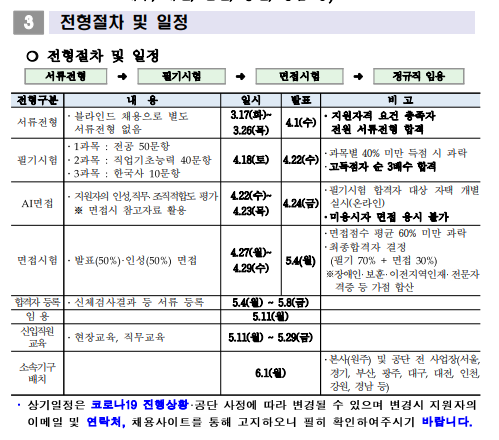 3 전형절차 및 일정
❍ 전형절차 및 일정
서류전형 → 필기시험 → 면접시험 → 정규직 임용
전형구분 내 용 일시 발표 비 고
서류전형
· 블라인드 채용으로 별도
서류전형 없음
3.17(화)~
3.26(목)
4.1(수)
· 지원자격 요건 충족자
전원 서류전형 합격
필기시험
· 1과목 : 전공 50문항
· 2과목 : 직업기초능력 40문항
· 3과목 : 한국사 10문항
4.18(토)
4.22(수)
· 과목별 40% 미만 득점 시 과락
· 고득점자 순 3배수 합격
AI면접
· 지원자의 인성,직무·조직적합도 평가
※ 면접시 참고자료 활용
4.22(수)~
4.23(목)
4.24(금)
· 필기시험 합격자 대상 자택 개별
실시(온라인)
· 미응시자 면접 응시 불가
면접시험
· 발표(50%)·인성(50%) 면접
4.27(월)~
4.29(수)
5.4(월)
· 면접점수 평균 60% 미만 과락
· 최종합격자 결정
(필기 70% + 면접 30%)
※장애인·보훈·이전지역인재·전문자
격증 등 가점 합산
합격자 등록 · 신체검사결과 등 서류 등록 5.4(월) ~ 5.8(금)
임 용 5.11(월)
신입직원
교육
· 현장교육, 직무교육
5.11(월) ~ 5.29(금)
소속기구
배치
6.1(월)
· 본사(원주) 및 공단 전 사업장(서울,
경기, 부산, 광주, 대구, 대전, 인천,
강원, 경남 등)
· 상기일정은 코로나19 진행상황·공단 사정에 따라 변경될 수 있으며 변경시 지원자의
이메일 및 연락처, 채용사이트를 통해 고지하오니 필히 확인하여주시기 바랍니다.